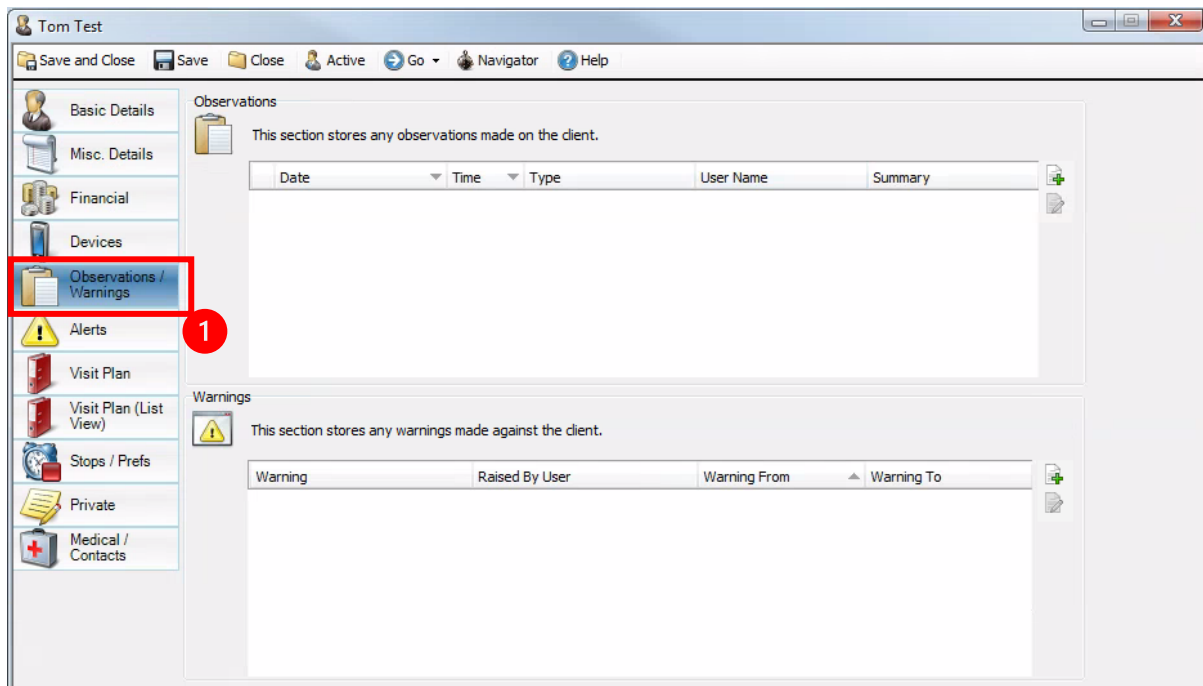 Tom Test
Save and Close Save Close Active Go Navigator Help
Basic Details
Misc. Details
Financial
Devices
Observations /
Warnings
1
Alerts
Visit Plan
Visit Plan (List
View)
Stops / Prefs
Private
Medical /
Contacts
Observations
This section stores any observations made on the client.
Date Time Type User Name Summary
Warnings
This section stores any warnings made against the client.
Warning Raised By User Warning From Warning To